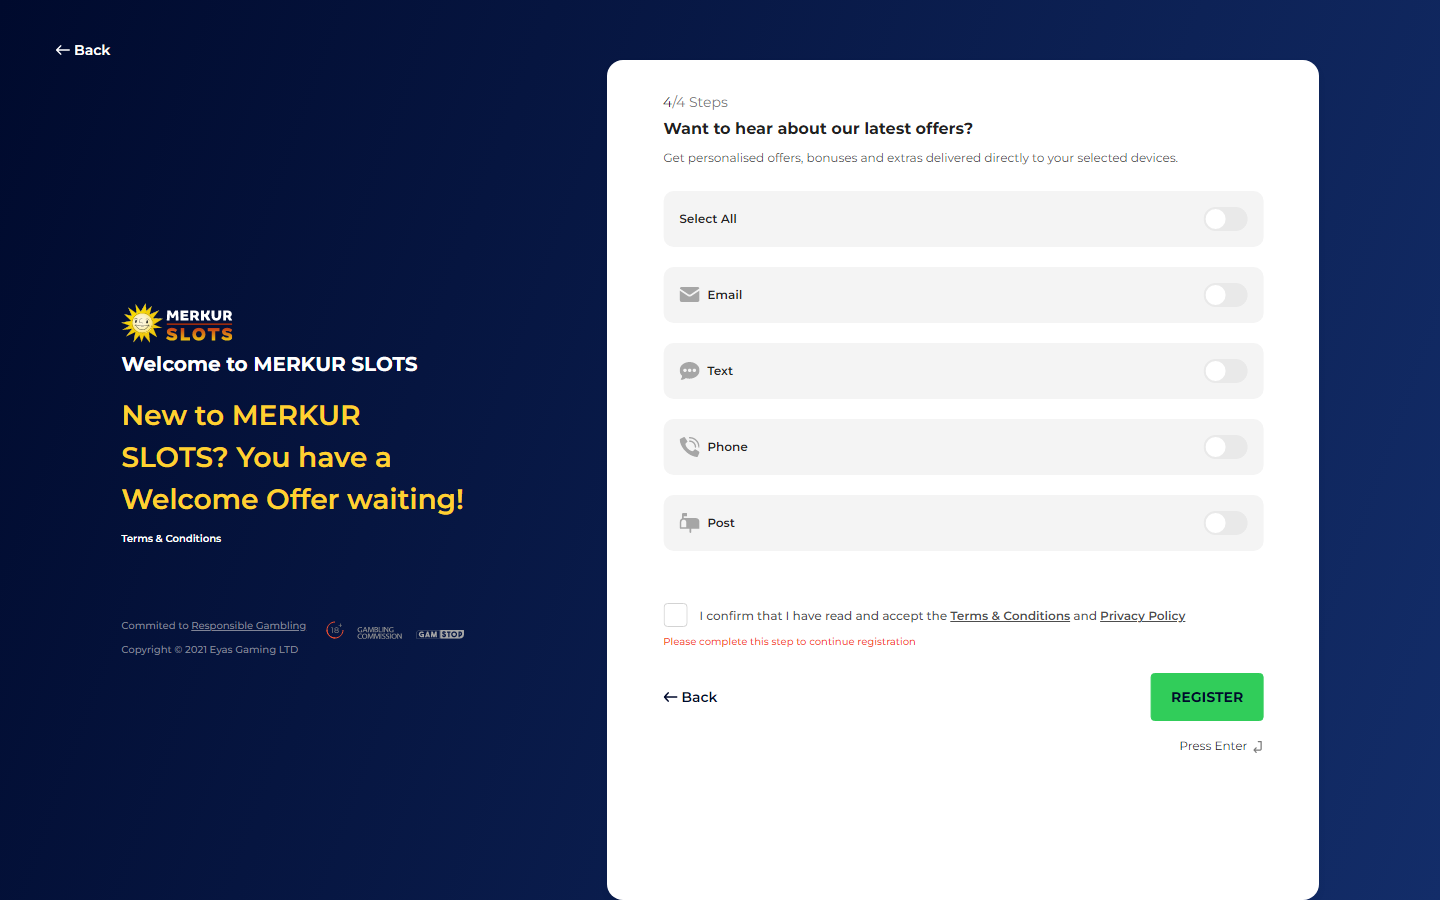 Back
MERKUR
SLOTS
Welcome to MERKUR SLOTS
New to MERKUR
SLOTS? You have a
Welcome Offer waiting!
Terms & Conditions
Commited to Responsible Gambling
18+
GAMBLING
COMMISSION
GAMSTOP
Copyright © 2021 Eyas Gaming LTD
4/4 Steps
Want to hear about our latest offers?
Get personalised offers, bonuses and extras delivered directly to your selected devices.
Select All
Email
Text
Phone
Post
I confirm that I have read and accept the Terms & Conditions and Privacy Policy
Please complete this step to continue registration
Back
REGISTER
Press Enter